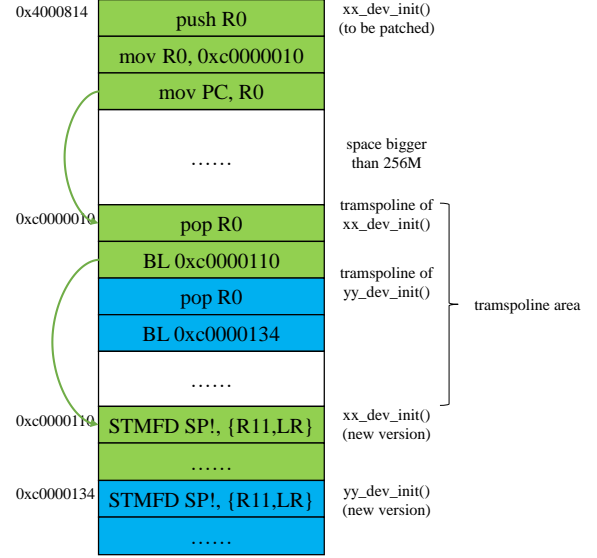 0x4000814
push R0
xx_dev_init()
(to be patched)
mov R0, 0xc0000010
mov PC, R0
……
space bigger
than 256M
0xc0000010
pop R0
tramspoline of
xx_dev_init()
BL 0xc0000110
tramspoline of
yy_dev_init()
pop R0
BL 0xc0000134
tramspoline area
……
0xc0000110
STMFD SP!, {R11,LR}
xx_dev_init()
(new version)
……
0xc0000134
STMFD SP!, {R11,LR}
yy_dev_init()
(new version)
……